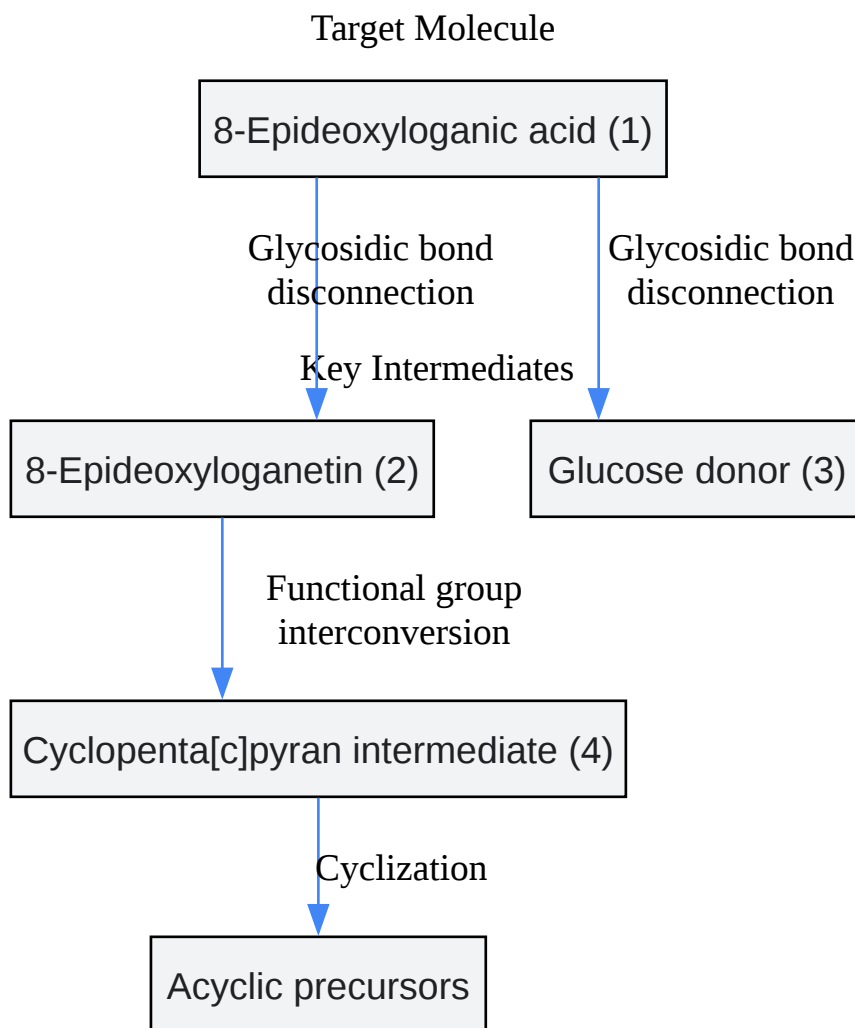 Target Molecule
8-Epideoxyloganic acid (1)
Glycosidic bond
disconnection
Glycosidic bond
disconnection
Key Intermediates
8-Epideoxyloganetin (2)
Glucose donor (3)
Functional group
interconversion
Cyclopenta[c]pyran intermediate (4)
Cyclization
Acyclic precursors